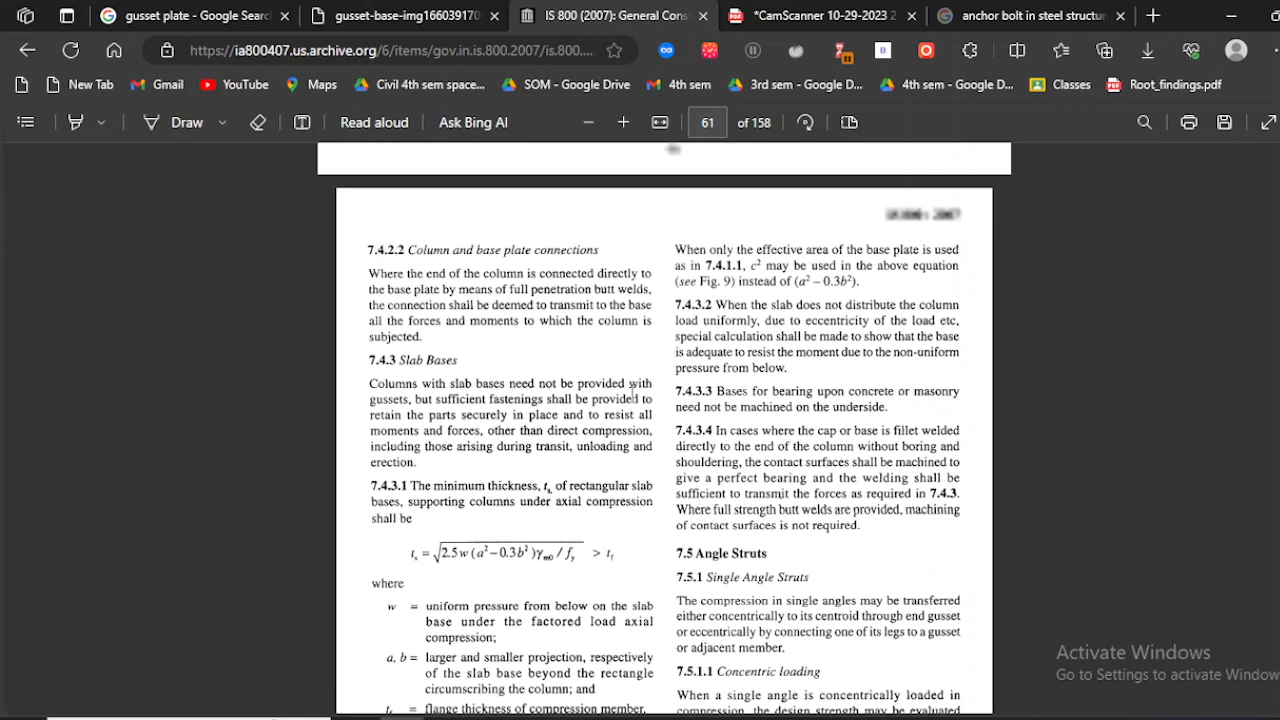 gusset plate - Google Searc
gusset-base-img166039170
IS 800 (2007): General Const
*CamScanner 10-29-2023 2
anchor bolt in steel structur
https://ia800407.us.archive.org/6/items/gov.in.is.800.2007/is.800....
New Tab
Gmail
YouTube
Maps
Civil 4th sem space...
SOM - Google Drive
4th sem
3rd sem - Google D...
4th sem - Google D...
Classes
Root_findings.pdf
Draw
Read aloud
Ask Bing AI
61 of 158
7.4.2.2 Column and base plate connections
Where the end of the column is connected directly to
the base plate by means of full penetration butt welds,
the connection shall be deemed to transmit to the base
all the forces and moments to which the column is
subjected.
7.4.3 Slab Bases
Columns with slab bases need not be provided with
gussets, but sufficient fastenings shall be provided to
retain the parts securely in place and to resist all
moments and forces, other than direct compression,
including those arising during transit, unloading and
erection.
7.4.3.1 The minimum thickness, tₛ, of rectangular slab
bases, supporting columns under axial compression
shall be
tₛ = √2.5 w (a² – 0.3b²)γm0 / fy > tf
where
w = uniform pressure from below on the slab
base under the factored load axial
compression;
a, b = larger and smaller projection, respectively
of the slab base beyond the rectangle
circumscribing the column; and
tf = flange thickness of compression member.
When only the effective area of the base plate is used
as in 7.4.1.1, c² may be used in the above equation
(see Fig. 9) instead of (a² – 0.3b²).
7.4.3.2 When the slab does not distribute the column
load uniformly, due to eccentricity of the load etc,
special calculation shall be made to show that the base
is adequate to resist the moment due to the non-uniform
pressure from below.
7.4.3.3 Bases for bearing upon concrete or masonry
need not be machined on the underside.
7.4.3.4 In cases where the cap or base is fillet welded
directly to the end of the column without boring and
shouldering, the contact surfaces shall be machined to
give a perfect bearing and the welding shall be
sufficient to transmit the forces as required in 7.4.3.
Where full strength butt welds are provided, machining
of contact surfaces is not required.
7.5 Angle Struts
7.5.1 Single Angle Struts
The compression in single angles may be transferred
either concentrically to its centroid through end gusset
or eccentrically by connecting one of its legs to a gusset
or adjacent member.
7.5.1.1 Concentric loading
When a single angle is concentrically loaded in
compression, the design strength may be evaluated
Activate Windows
Go to Settings to activate Window